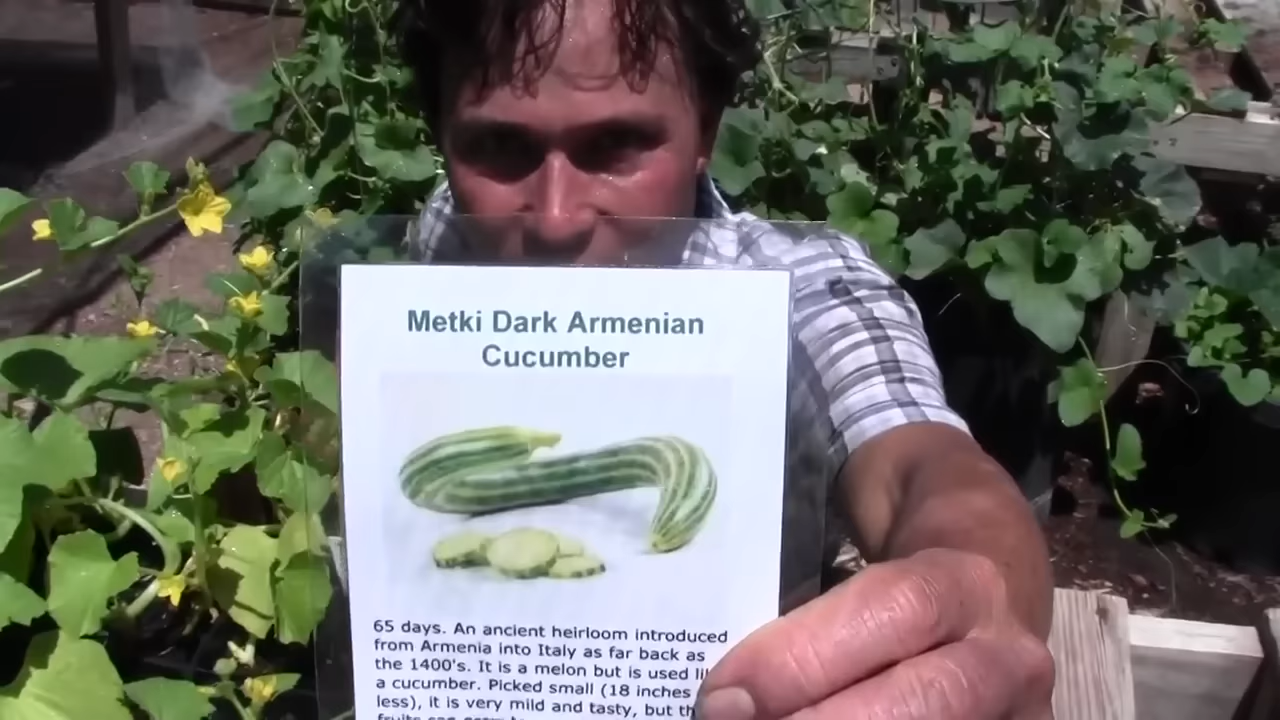 Metki Dark Armenian
Cucumber
65 days. An ancient heirloom introduced
from Armenia into Italy as far back as
the 1400's. It is a melon but is used
a cucumber. Picked small (18 inches
less), it is very mild and tasty, but
fruits can